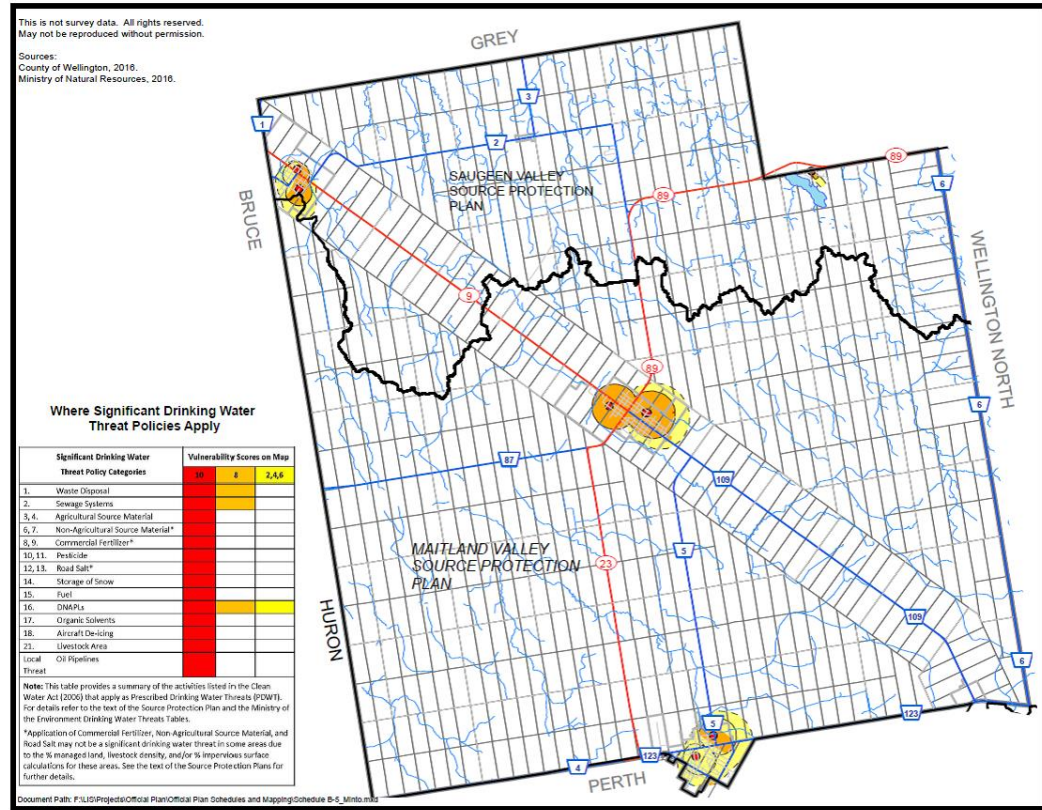 This is not survey data. All rights reserved.
May not be reproduced without permission.
Sources:
County of Wellington, 2016.
Ministry of Natural Resources, 2016.
GREY
1
3
2
89
6
SAUGEEN VALLEY
SOURCE PROTECTION
PLAN
89
BRUCE
WELLINGTON NORTH
9
89
6
87
109
MAITLAND VALLEY
SOURCE PROTECTION
PLAN
5
23
HURON
109
6
5
123
123
4
PERTH
Where Significant Drinking Water
Threat Policies Apply
Significant Drinking Water Vulnerability Scores on Map
Threat Policy Categories 10 8 2,4,6
1. Waste Disposal
2. Sewage Systems
3, 4. Agricultural Source Material
6, 7. Non-Agricultural Source Material*
8, 9. Commercial Fertilizer*
10, 11. Pesticide
12, 13. Road Salt*
14. Storage of Snow
15. Fuel
16. DNAPLs
17. Organic Solvents
18. Aircraft De-icing
21. Livestock Area
Local Oil Pipelines
Threat
Note: This table provides a summary of the activities listed in the Clean
Water Act (2006) that apply as Prescribed Drinking Water Threats (PDWT).
For details refer to the text of the Source Protection Plan and the Ministry of
the Environment Drinking Water Threats Tables.
*Application of Commercial Fertilizer, Non-Agricultural Source Material, and
Road Salt may not be a significant drinking water threat in some areas due
to the % managed land, livestock density, and/or % impervious surface
calculations for these areas. See the text of the Source Protection Plans for
further details.
Document Path: F:\LIS\Projects\Official Plan\Official Plan Schedules and Mapping\Schedule B-5_Minto.mxd